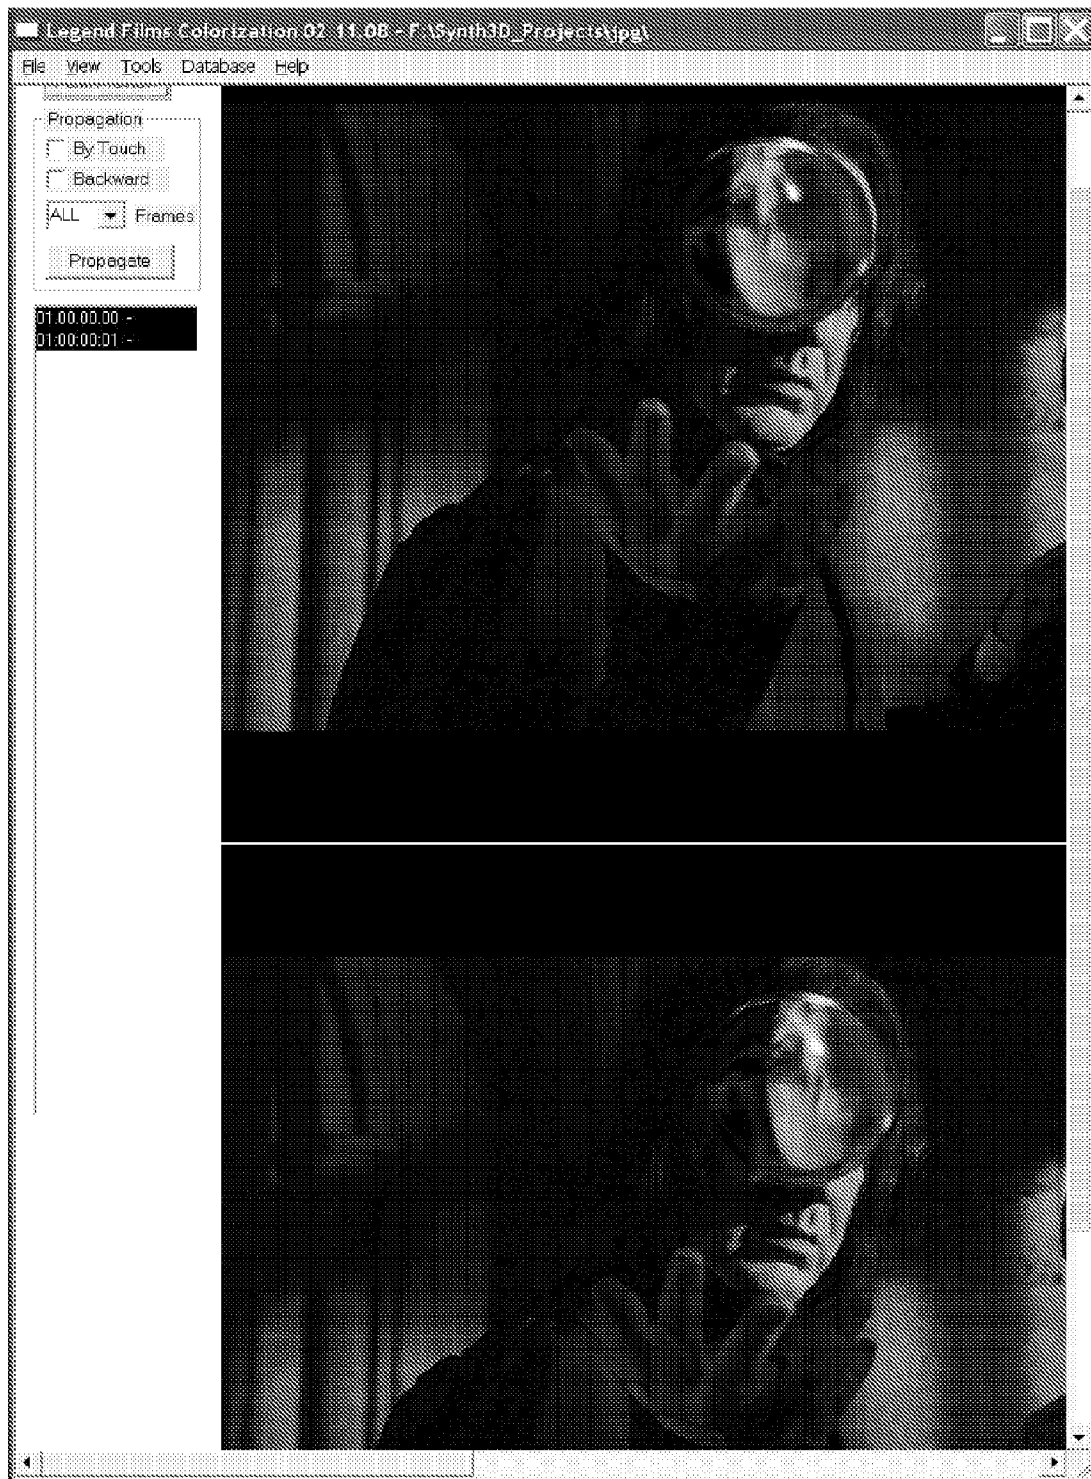 Legend Films Colorization 02.11.08 - F:\Synth3D_Projects\jpg\
File View Tools Database Help
Propagation
By Touch
Backward
ALL Frames
Propagate
01:00:00:00 -
01:00:00:01 -